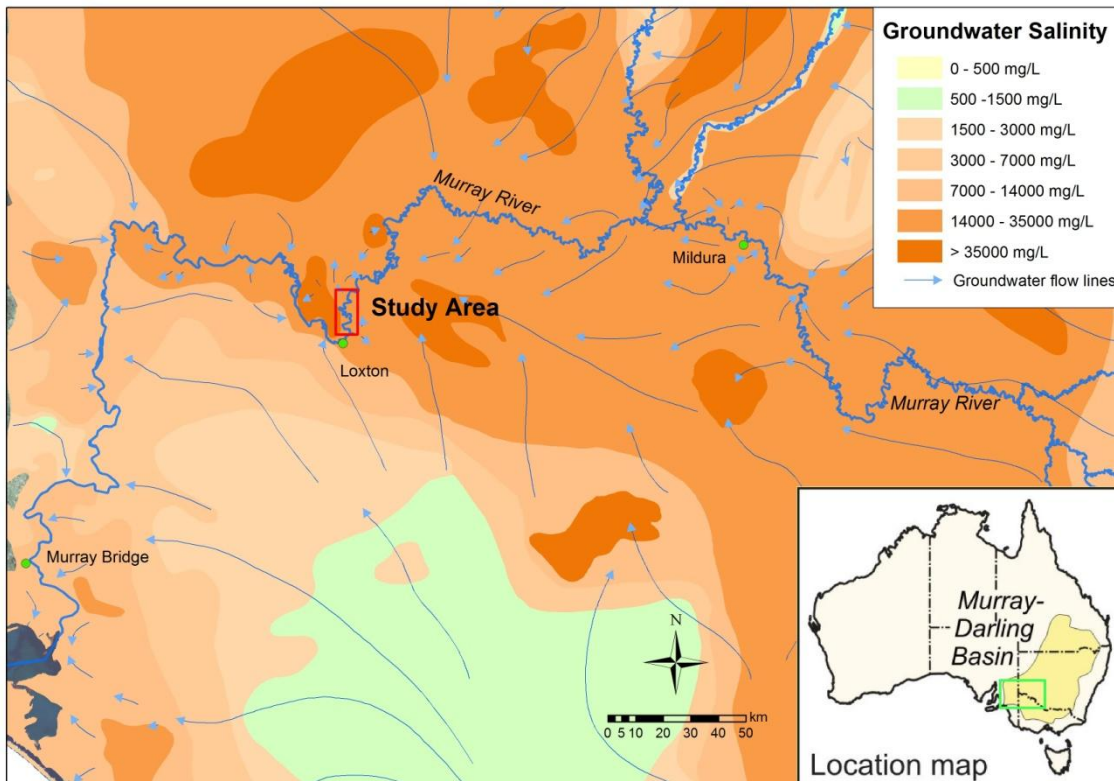 Groundwater Salinity
0 - 500 mg/L
500 -1500 mg/L
1500 - 3000 mg/L
3000 - 7000 mg/L
7000 - 14000 mg/L
14000 - 35000 mg/L
> 35000 mg/L
Groundwater flow lines
Murray River
Mildura
Study Area
Loxton
Murray River
Murray Bridge
N
km
0 5 10 20 30 40 50
Murray-
Darling
Basin
Location map